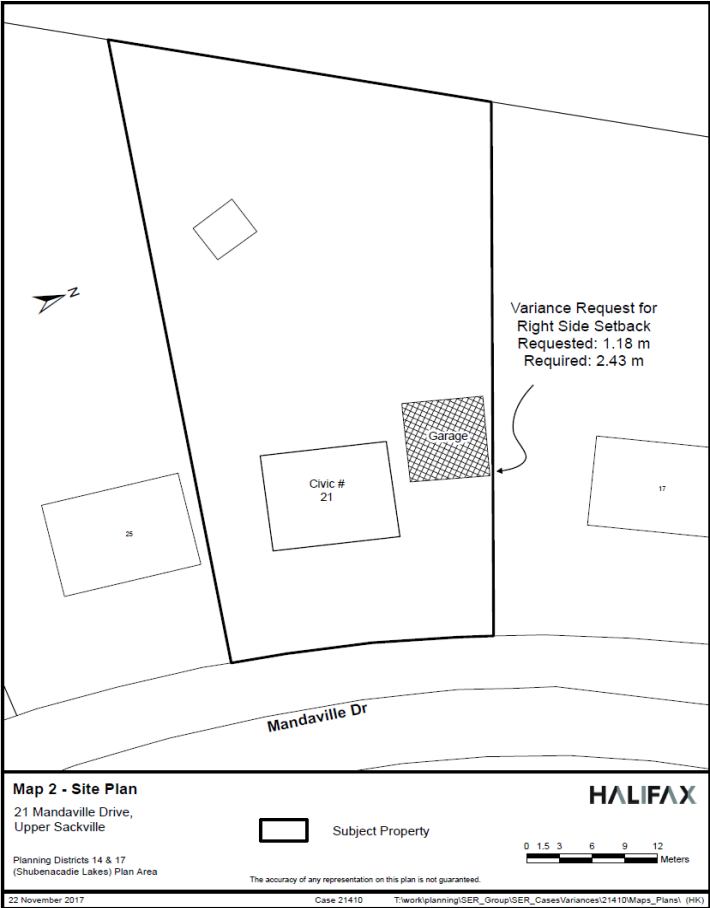 N
Variance Request for
Right Side Setback
Requested: 1.18 m
Required: 2.43 m
Garage
Civic #
21
17
25
Mandaville Dr
Map 2 - Site Plan
21 Mandaville Drive,
Upper Sackville
Planning Districts 14 & 17
(Shubenacadie Lakes) Plan Area
Subject Property
The accuracy of any representation on this plan is not guaranteed.
HALIFAX
0 1.5 3 6 9 12
Meters
22 November 2017 Case 21410 T:\work\planning\SER_Group\SER_CasesVariances\21410\Maps_Plans\ (HK)